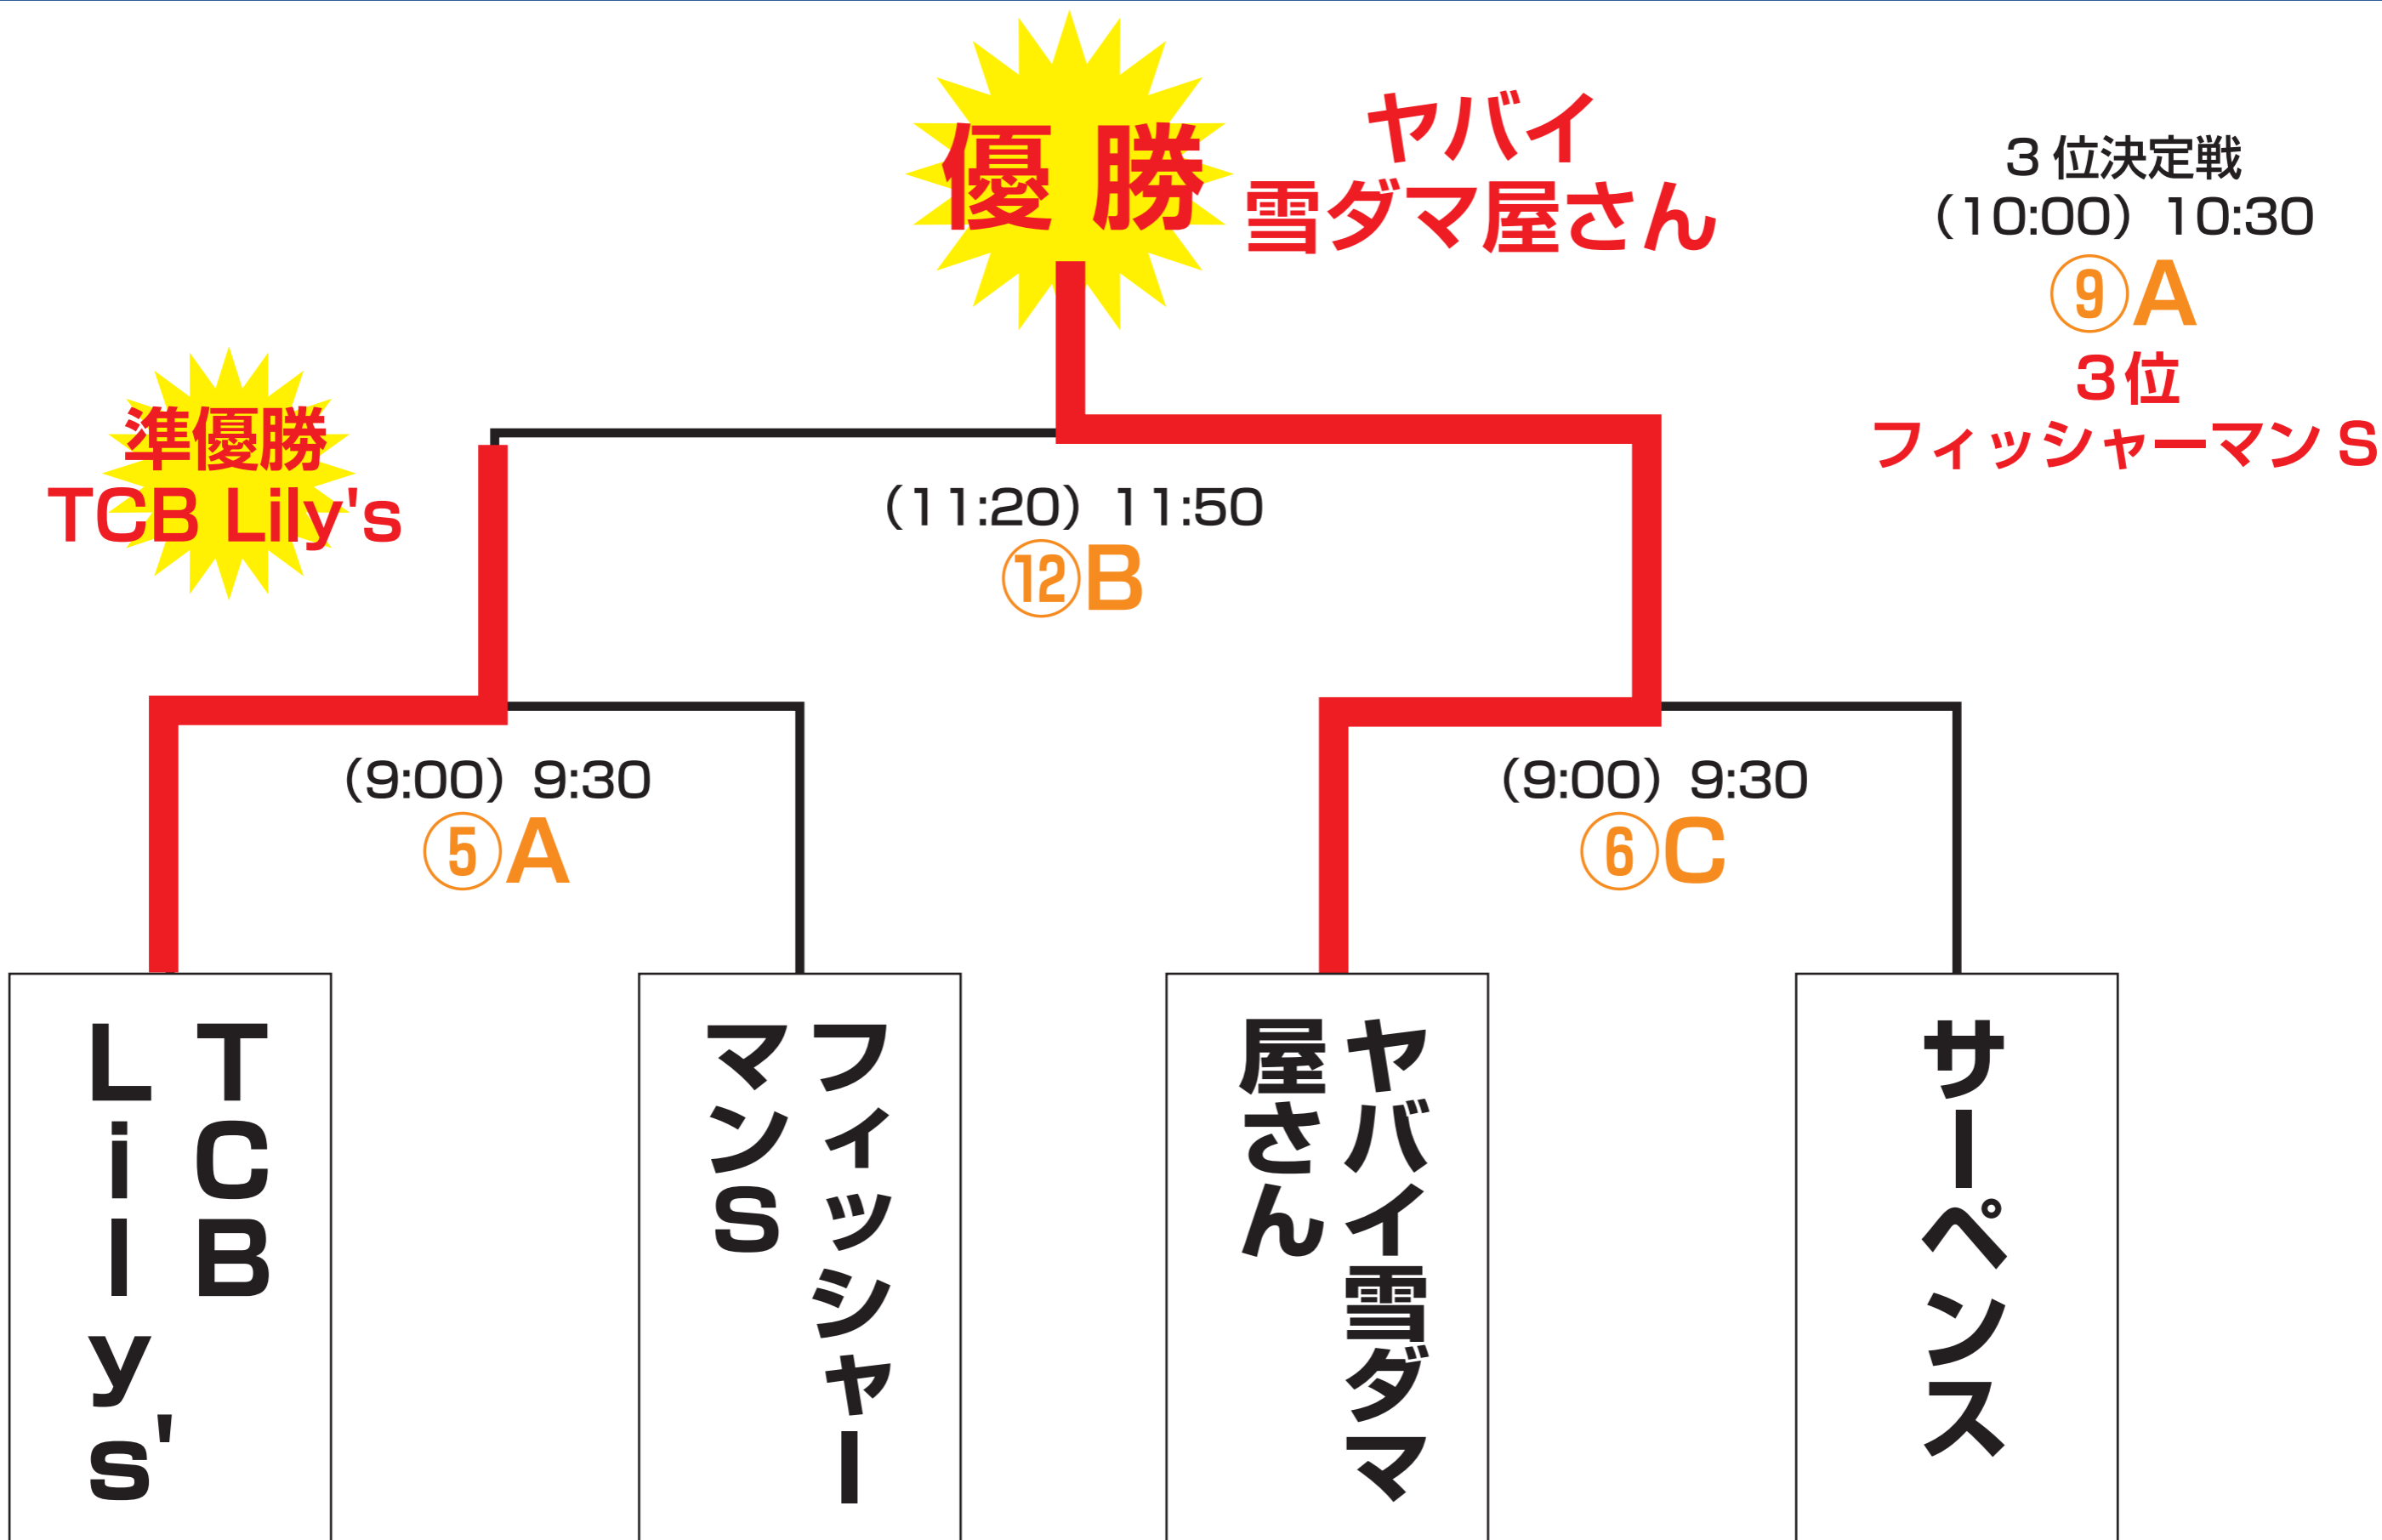 優 勝
ヤバイ
雪ダマ屋さん
3 位決定戦
(10:00) 10:30
⑨A
3位
フィッシャーマン S
準優勝
TCB Lily's
(11:20) 11:50
⑫B
(9:00) 9:30
⑤A
(9:00) 9:30
⑥C
TCB
Lily's
フィッシャー
マンS
ヤバイ雪ダマ
屋さん
サーペンス